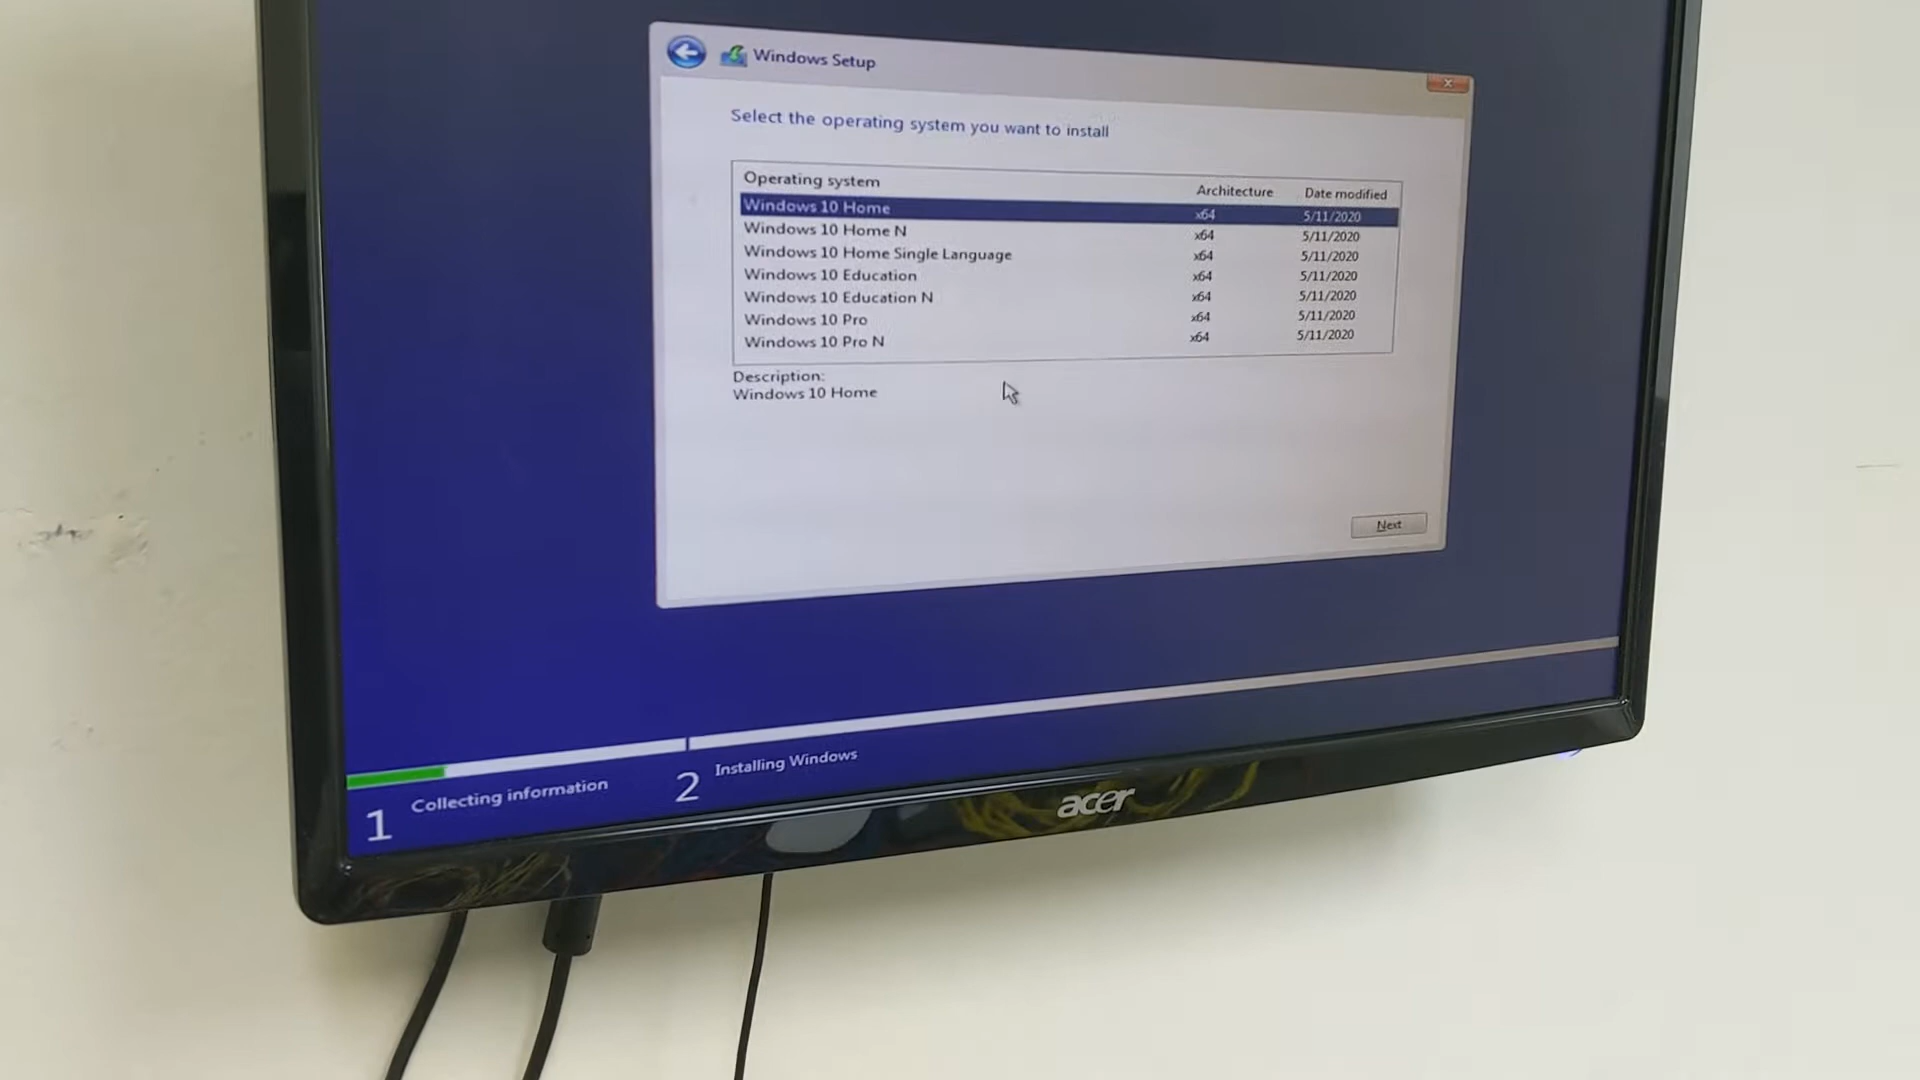 Windows Setup
Select the operating system you want to install
Operating system Architecture Date modified
Windows 10 Home x64 5/11/2020
Windows 10 Home N x64 5/11/2020
Windows 10 Home Single Language x64 5/11/2020
Windows 10 Education x64 5/11/2020
Windows 10 Education N x64 5/11/2020
Windows 10 Pro x64 5/11/2020
Windows 10 Pro N x64 5/11/2020
Description:
Windows 10 Home
Next
1 Collecting information
2 Installing Windows
acer